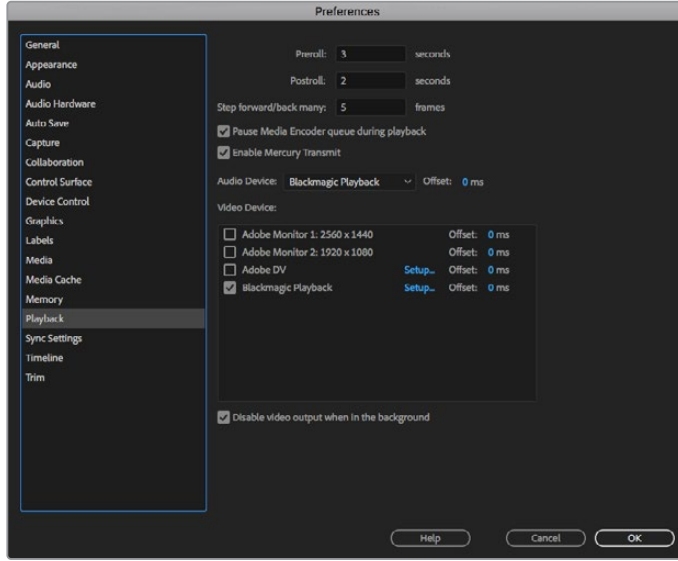 Preferences
General
Appearance
Audio
Audio Hardware
Auto Save
Capture
Collaboration
Control Surface
Device Control
Graphics
Labels
Media
Media Cache
Memory
Playback
Sync Settings
Timeline
Trim
Preroll: 3 seconds
Postroll: 2 seconds
Step forward/back many: 5 frames
Pause Media Encoder queue during playback
Enable Mercury Transmit
Audio Device: Blackmagic Playback Offset: 0 ms
Video Device:
Adobe Monitor 1: 2560 x 1440 Offset: 0 ms
Adobe Monitor 2: 1920 x 1080 Offset: 0 ms
Adobe DV Setup... Offset: 0 ms
Blackmagic Playback Setup... Offset: 0 ms
Disable video output when in the background
Help Cancel OK